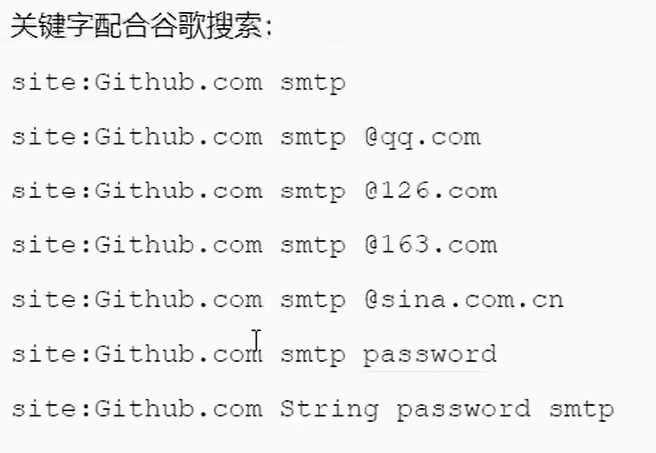 关键字配合谷歌搜索：
site:Github.com smtp
site:Github.com smtp @qq.com
site:Github.com smtp @126.com
site:Github.com smtp @163.com
site:Github.com smtp @sina.com.cn
site:Github.com smtp password
site:Github.com String password smtp